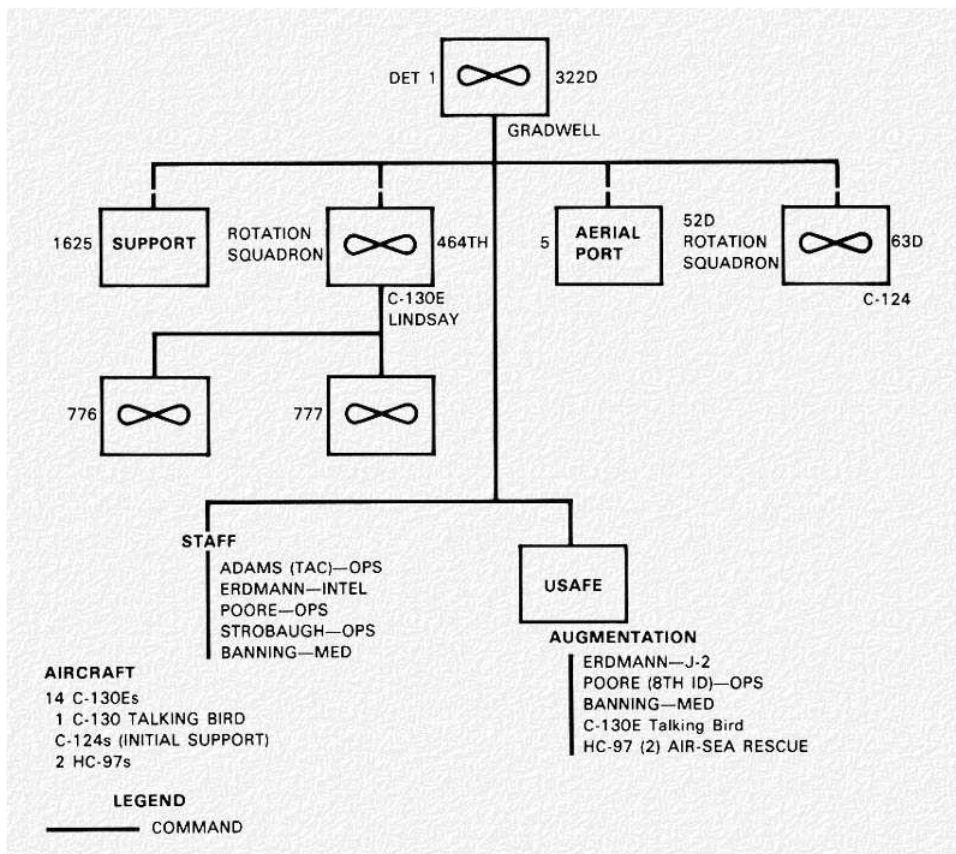 DET 1
322D
GRADWELL
1625
SUPPORT
ROTATION
SQUADRON
464TH
C-130E
LINDSAY
5
AERIAL
PORT
52D
ROTATION
SQUADRON
63D
C-124
776
777
STAFF
ADAMS (TAC)—OPS
ERDMANN—INTEL
POORE—OPS
STROBAUGH—OPS
BANNING—MED
USAFE
AUGMENTATION
ERDMANN—J-2
POORE (8TH ID)—OPS
BANNING—MED
C-130E Talking Bird
HC-97 (2) AIR-SEA RESCUE
AIRCRAFT
14 C-130Es
1 C-130 TALKING BIRD
C-124s (INITIAL SUPPORT)
2 HC-97s
LEGEND
COMMAND